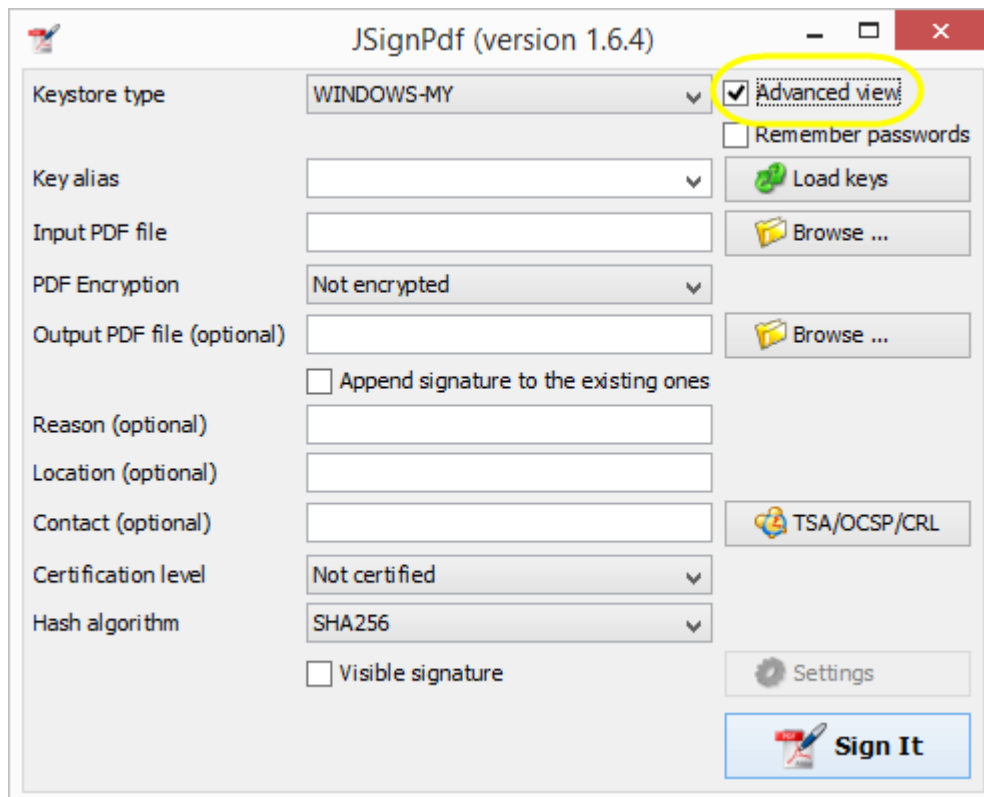 JSignPdf (version 1.6.4)
Keystore type WINDOWS-MY Advanced view
Remember passwords
Key alias Load keys
Input PDF file Browse ...
PDF Encryption Not encrypted
Output PDF file (optional) Browse ...
Append signature to the existing ones
Reason (optional)
Location (optional)
Contact (optional) TSA/OCSP/CRL
Certification level Not certified
Hash algorithm SHA256
Visible signature Settings
Sign It